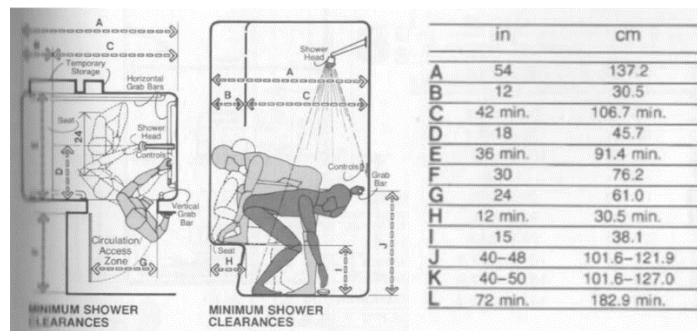 A
B
C
Temporary
Storage
Horizontal
Grab Bars
Seat
24
Shower
Head
Controls
D
Vertical
Grab
Bar
Circulation/
Access
Zone
G
MINIMUM SHOWER
CLEARANCES
Shower
Head
A
B
C
Controls
Grab
Bar
Seat
H
I
J
MINIMUM SHOWER
CLEARANCES
in cm
A 54 137.2
B 12 30.5
C 42 min. 106.7 min.
D 18 45.7
E 36 min. 91.4 min.
F 30 76.2
G 24 61.0
H 12 min. 30.5 min.
I 15 38.1
J 40–48 101.6–121.9
K 40–50 101.6–127.0
L 72 min. 182.9 min.